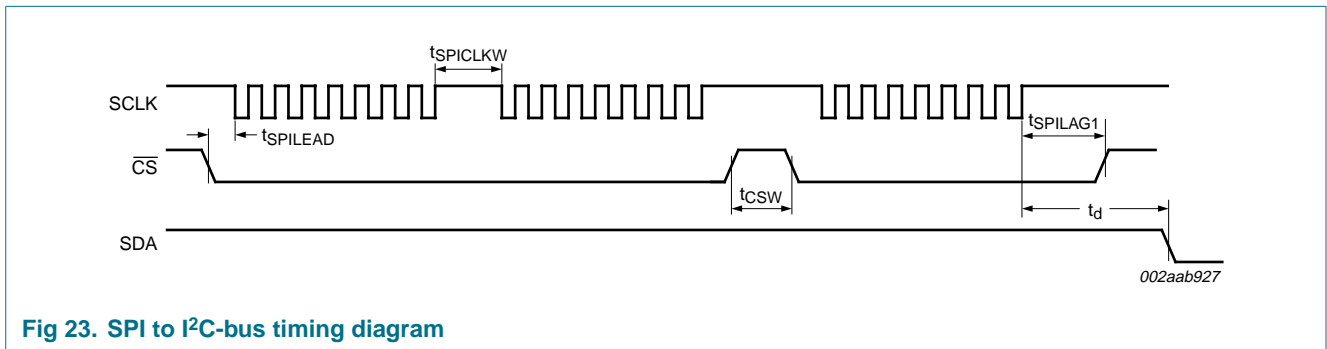 tSPICLKW
SCLK
tSPILEAD
tSPILAG1
CS
tCSW
td
SDA
002aab927
Fig 23. SPI to I2C-bus timing diagram